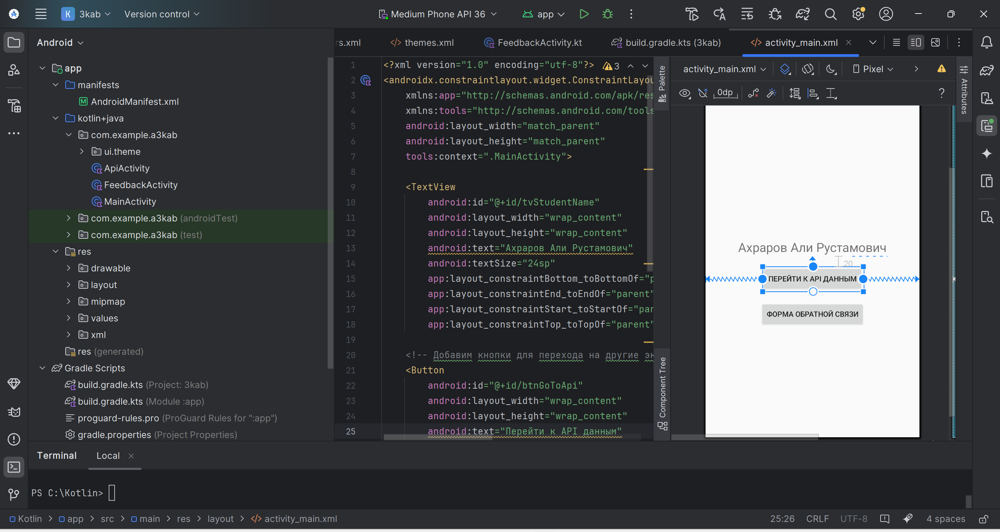 K 3kab Version control Medium Phone API 36 app
Android
app
manifests
AndroidManifest.xml
kotlin+java
com.example.a3kab
ui.theme
ApiActivity
FeedbackActivity
MainActivity
com.example.a3kab (androidTest)
com.example.a3kab (test)
res
drawable
layout
mipmap
values
xml
res (generated)
Gradle Scripts
build.gradle.kts (Project: 3kab)
build.gradle.kts (Module :app)
proguard-rules.pro (ProGuard Rules for ":app")
gradle.properties (Project Properties)
rs.xml themes.xml FeedbackActivity.kt build.gradle.kts (3kab) activity_main.xml
1 <?xml version="1.0" encoding="utf-8"?> 3
2 <androidx.constraintlayout.widget.ConstraintLayou
3 xmlns:app="http://schemas.android.com/apk/res
4 xmlns:tools="http://schemas.android.com/tools
5 android:layout_width="match_parent"
6 android:layout_height="match_parent"
7 tools:context=".MainActivity">
8
9 <TextView
10 android:id="@+id/tvStudentName"
11 android:layout_width="wrap_content"
12 android:layout_height="wrap_content"
13 android:text="Ахраров Али Рустамович"
14 android:textSize="24sp"
15 app:layout_constraintBottom_toBottomOf="p
16 app:layout_constraintEnd_toEndOf="parent"
17 app:layout_constraintStart_toStartOf="par
18 app:layout_constraintTop_toTopOf="parent"
19
20 <!-- Добавим кнопки для перехода на другие эк
21 <Button
22 android:id="@+id/btnGoToApi"
23 android:layout_width="wrap_content"
24 android:layout_height="wrap_content"
25 android:text="Перейти к API данным"
Palette
Component Tree
activity_main.xml Pixel
0dp ?
Attributes
Ахраров Али Рустамович
20
ПЕРЕЙТИ К API ДАННЫМ
ФОРМА ОБРАТНОЙ СВЯЗИ
Terminal Local
PS C:\Kotlin>
Kotlin > app > src > main > res > layout > activity_main.xml 25:26 CRLF UTF-8 4 spaces